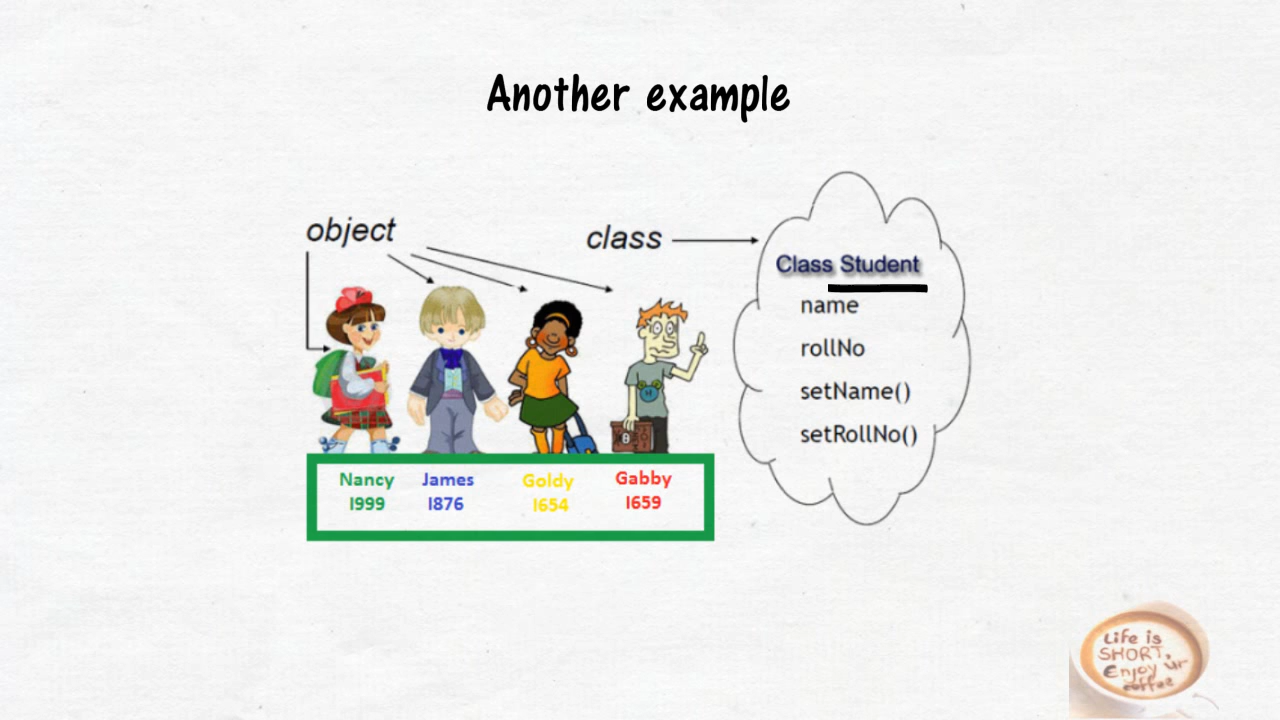 Another example
object
class
Class Student
name
rollNo
setName()
setRollNo()
Nancy
1999
James
1876
Goldy
1654
Gabby
1659
Life is
SHORT,
Enjoy ur
coffee